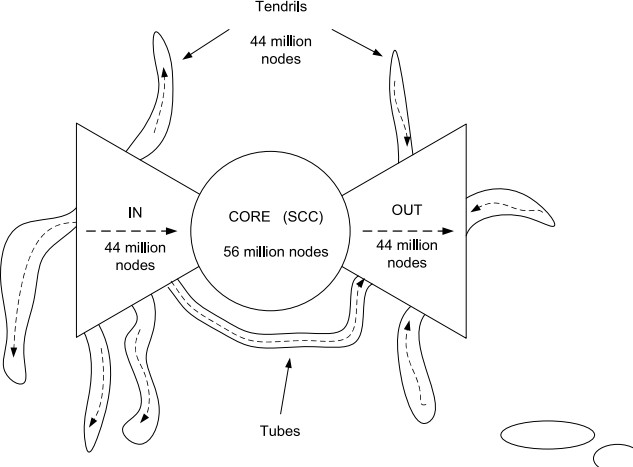 Tendrils
44 million
nodes
IN
44 million
nodes
CORE (SCC)
56 million nodes
OUT
44 million
nodes
Tubes